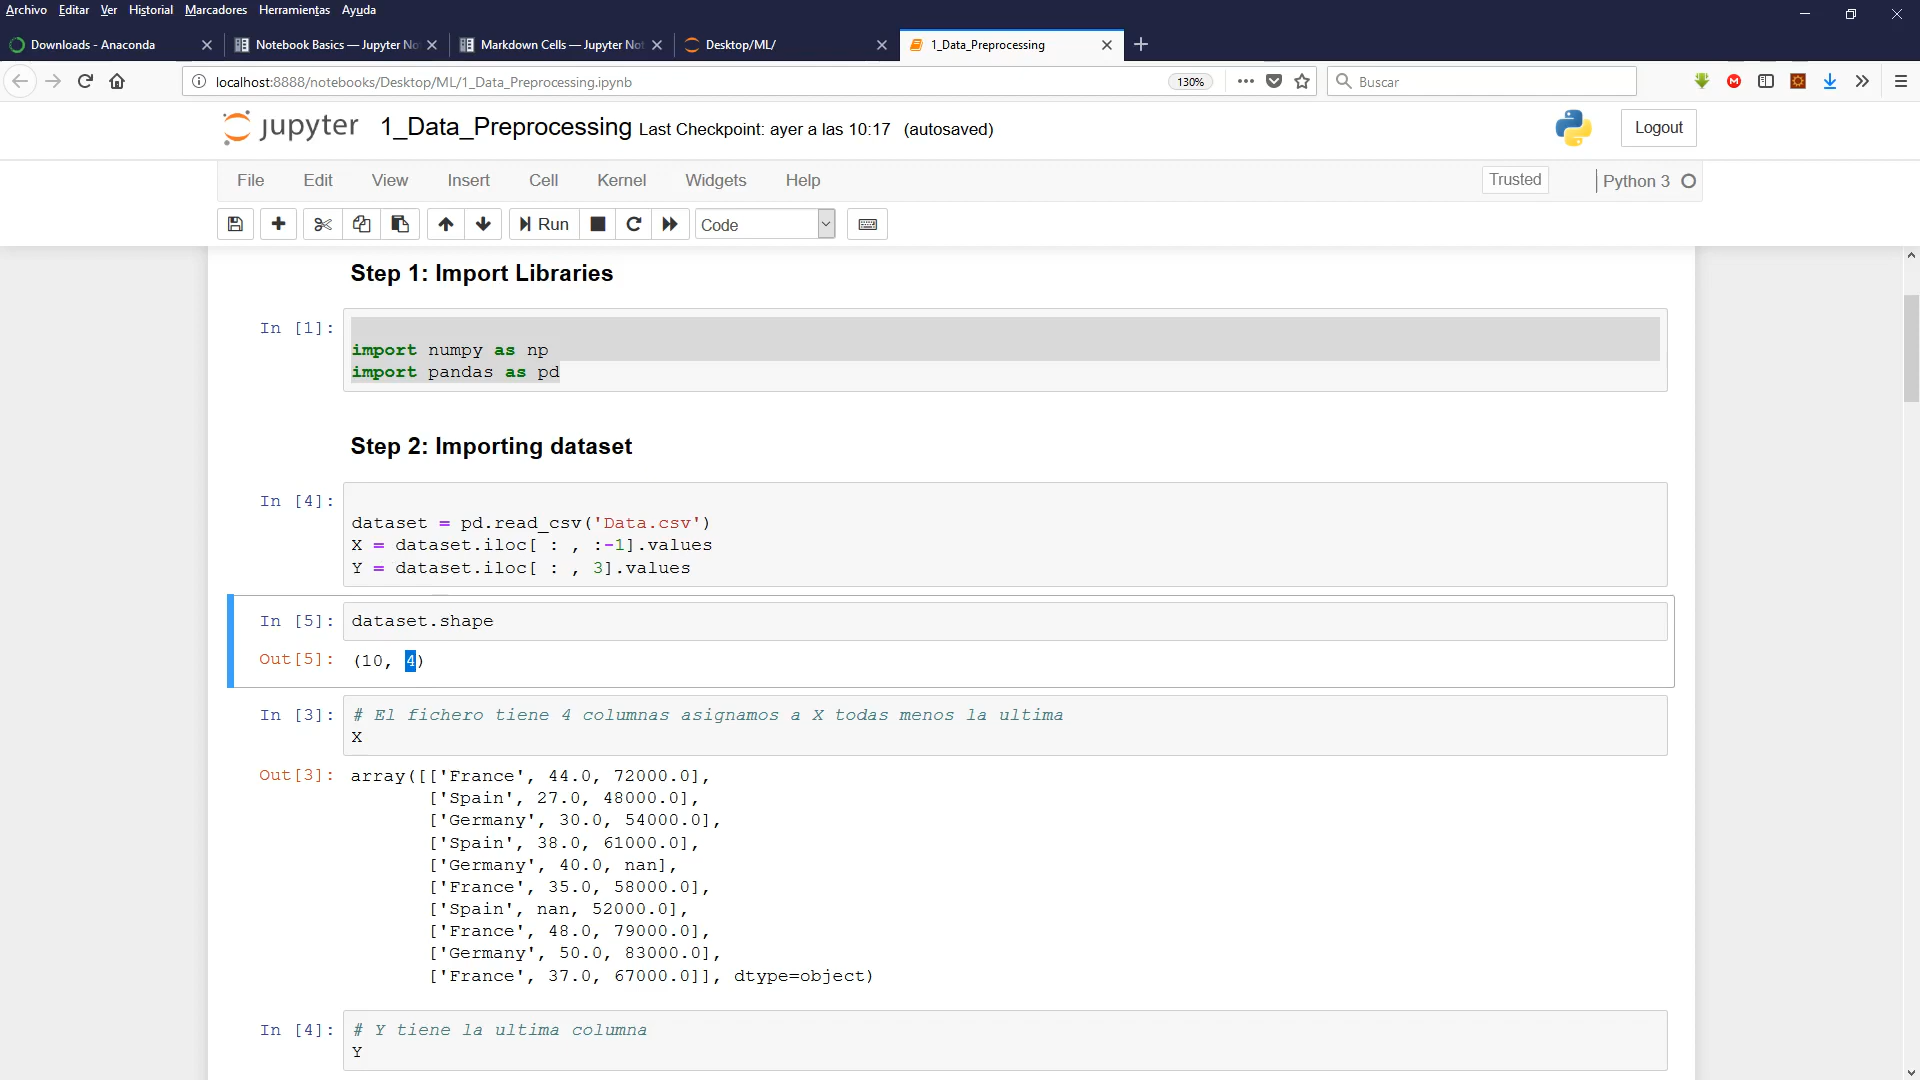 Archivo Editar Ver Historial Marcadores Herramientas Ayuda
Downloads - Anaconda
Notebook Basics — Jupyter No
Markdown Cells — Jupyter Not
Desktop/ML/
1_Data_Preprocessing
localhost:8888/notebooks/Desktop/ML/1_Data_Preprocessing.ipynb
130%
Buscar
jupyter 1_Data_Preprocessing Last Checkpoint: ayer a las 10:17 (autosaved)
Logout
File Edit View Insert Cell Kernel Widgets Help
Trusted
Python 3
Run
Code
Step 1: Import Libraries
In [1]:
import numpy as np
import pandas as pd
Step 2: Importing dataset
In [4]:
dataset = pd.read_csv('Data.csv')
X = dataset.iloc[ : , :-1].values
Y = dataset.iloc[ : , 3].values
In [5]: dataset.shape
Out[5]: (10, 4)
In [3]: # El fichero tiene 4 columnas asignamos a X todas menos la ultima
X
Out[3]: array([['France', 44.0, 72000.0],
['Spain', 27.0, 48000.0],
['Germany', 30.0, 54000.0],
['Spain', 38.0, 61000.0],
['Germany', 40.0, nan],
['France', 35.0, 58000.0],
['Spain', nan, 52000.0],
['France', 48.0, 79000.0],
['Germany', 50.0, 83000.0],
['France', 37.0, 67000.0]], dtype=object)
In [4]: # Y tiene la ultima columna
Y